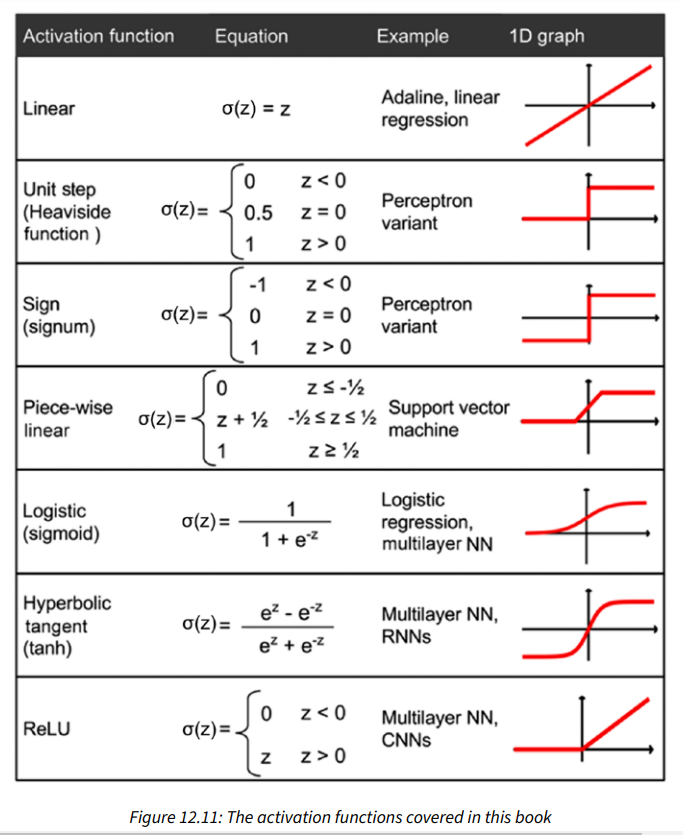 Activation function Equation Example 1D graph
Linear σ(z) = z Adaline, linear
regression
Unit step
(Heaviside
function )
σ(z)=
0 z < 0
0.5 z = 0
1 z > 0
Perceptron
variant
Sign
(signum)
σ(z)=
-1 z < 0
0 z = 0
1 z > 0
Perceptron
variant
Piece-wise
linear
σ(z)=
0 z ≤ -½
z + ½ -½ ≤ z ≤ ½
1 z ≥ ½
Support vector
machine
Logistic
(sigmoid)
σ(z)=
1
1 + e⁻ᶻ
Logistic
regression,
multilayer NN
Hyperbolic
tangent
(tanh)
σ(z)=
eᶻ - e⁻ᶻ
eᶻ + e⁻ᶻ
Multilayer NN,
RNNs
ReLU
σ(z)=
0 z < 0
z z > 0
Multilayer NN,
CNNs
Figure 12.11: The activation functions covered in this book